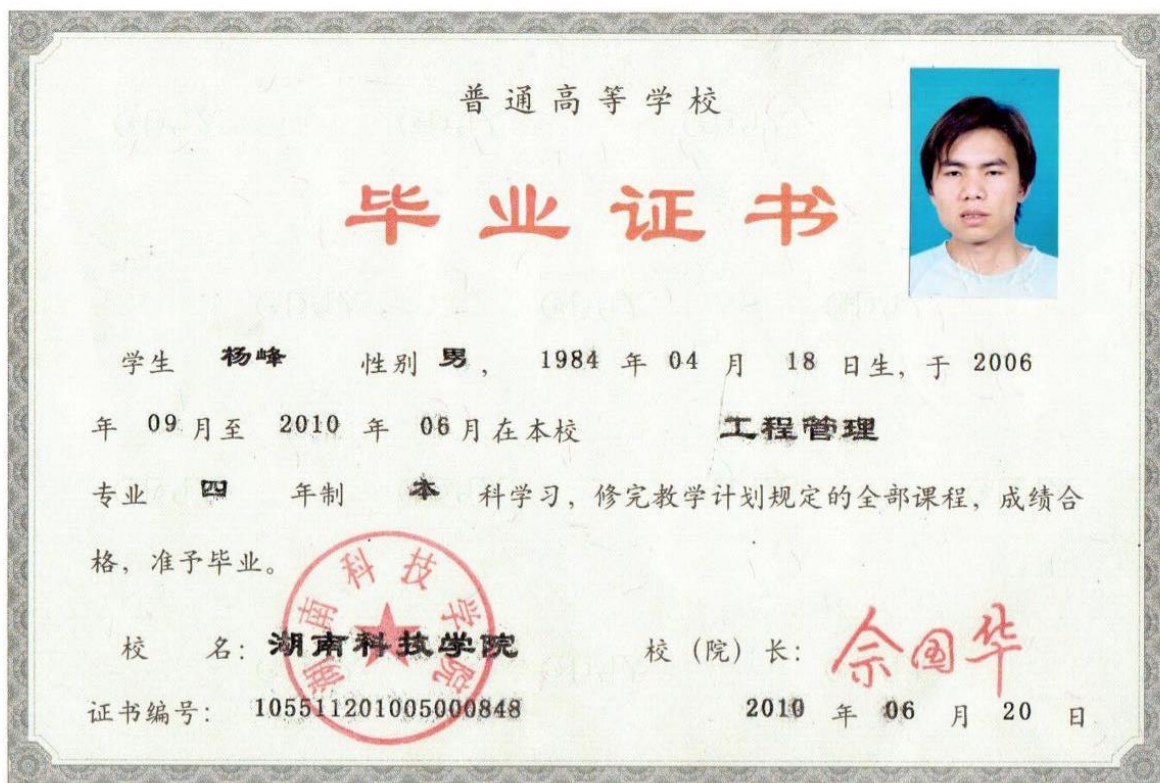 普通高等学校
毕业证书
学生 杨峰 性别 男， 1984 年 04 月 18 日生，于 2006
年 09 月至 2010 年 06 月在本校 工程管理
专业 四 年制 本 科学习，修完教学计划规定的全部课程，成绩合
格，准予毕业。
湖南科技学院
校 名：湖南科技学院 校（院）长：佘国华
证书编号： 105511201005000848 2010 年 06 月 20 日